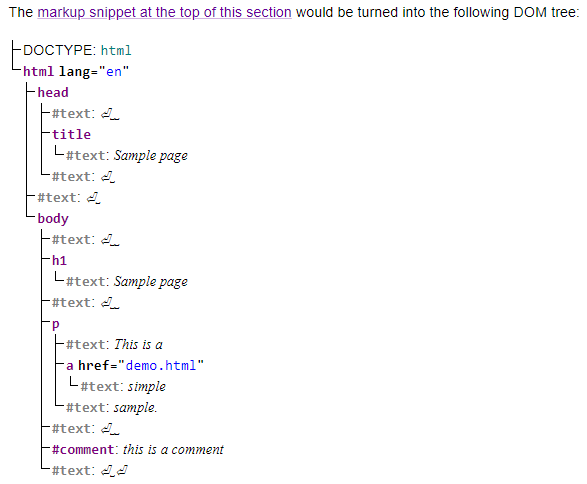 The markup snippet at the top of this section would be turned into the following DOM tree:
DOCTYPE: html
html lang="en"
head
#text: ⏎␣␣
title
#text: Sample page
#text: ⏎␣
#text: ⏎␣
body
#text: ⏎␣␣
h1
#text: Sample page
#text: ⏎␣␣
p
#text: This is a
a href="demo.html"
#text: simple
#text: sample.
#text: ⏎␣␣
#comment: this is a comment
#text: ⏎␣⏎